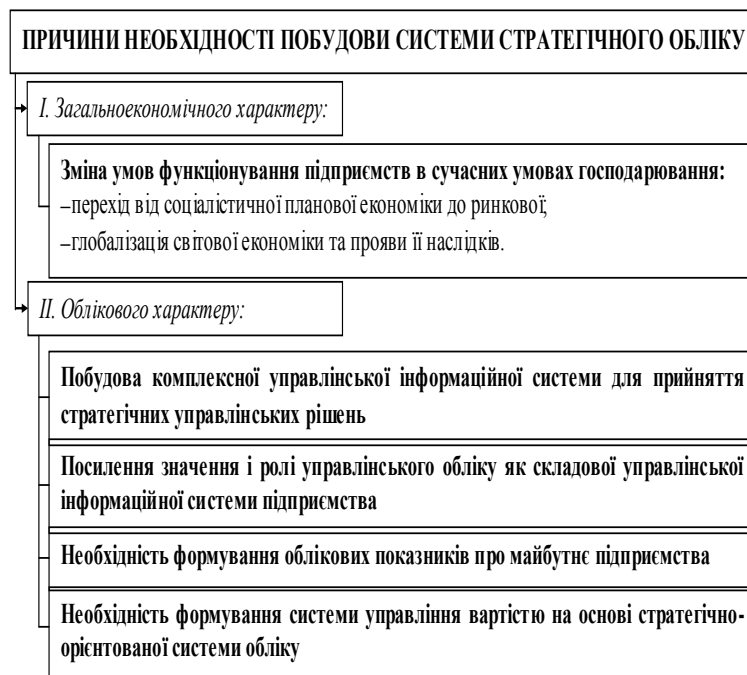 ПРИЧИНИ НЕОБХІДНОСТІ ПОБУДОВИ СИСТЕМИ СТРАТЕГІЧНОГО ОБЛІКУ
І. Загальноекономічного характеру:
Зміна умов функціонування підприємств в сучасних умовах господарювання:
–перехід від соціалістичної планової економіки до ринкової;
–глобалізація світової економіки та прояви її наслідків.
ІІ. Облікового характеру:
Побудова комплексної управлінської інформаційної системи для прийняття
стратегічних управлінських рішень
Посилення значення і ролі управлінського обліку як складової управлінської
інформаційної системи підприємства
Необхідність формування облікових показників про майбутнє підприємства
Необхідність формування системи управління вартістю на основі стратегічно-
орієнтованої системи обліку